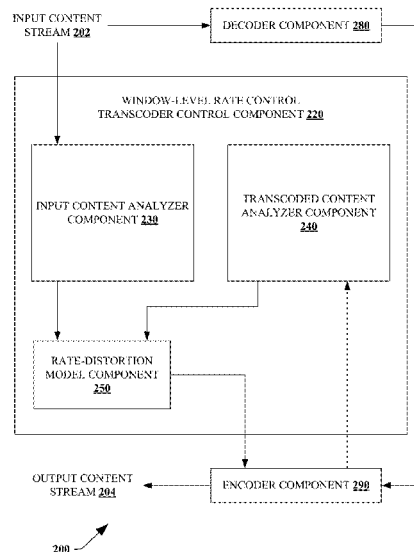 INPUT CONTENT
STREAM 202
DECODER COMPONENT 280
WINDOW-LEVEL RATE CONTROL
TRANSCODER CONTROL COMPONENT 220
INPUT CONTENT ANALYZER
COMPONENT 230
TRANSCODED CONTENT
ANALYZER COMPONENT
240
RATE-DISTORTION
MODEL COMPONENT
250
OUTPUT CONTENT
STREAM 204
ENCODER COMPONENT 290
200